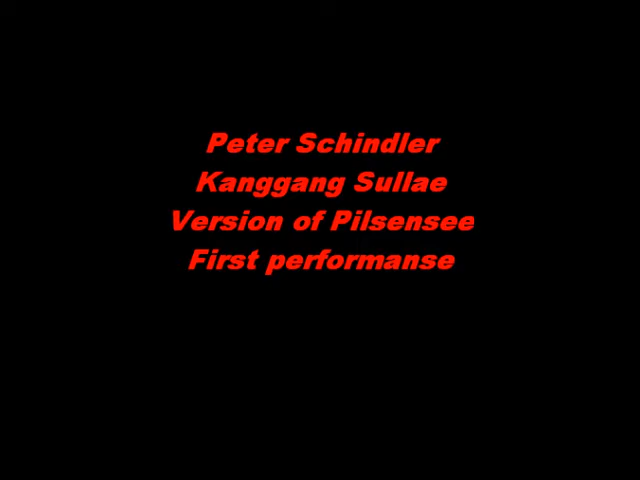 Peter Schindler
Kanggang Sullae
Version of Pilsensee
First performanse